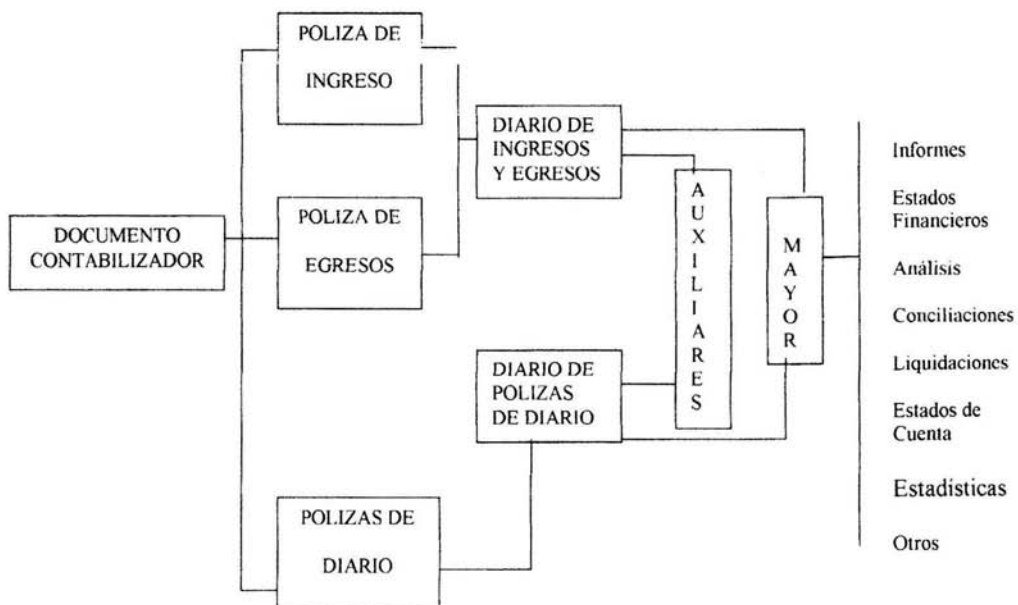 POLIZA DE
INGRESO
DOCUMENTO
CONTABILIZADOR
POLIZA DE
EGRESOS
POLIZAS DE
DIARIO
DIARIO DE
INGRESOS
Y EGRESOS
DIARIO DE
POLIZAS
DE DIARIO
A
U
X
I
L
I
A
R
E
S
M
A
Y
O
R
Informes
Estados
Financieros
Análisis
Conciliaciones
Liquidaciones
Estados de
Cuenta
Estadísticas
Otros